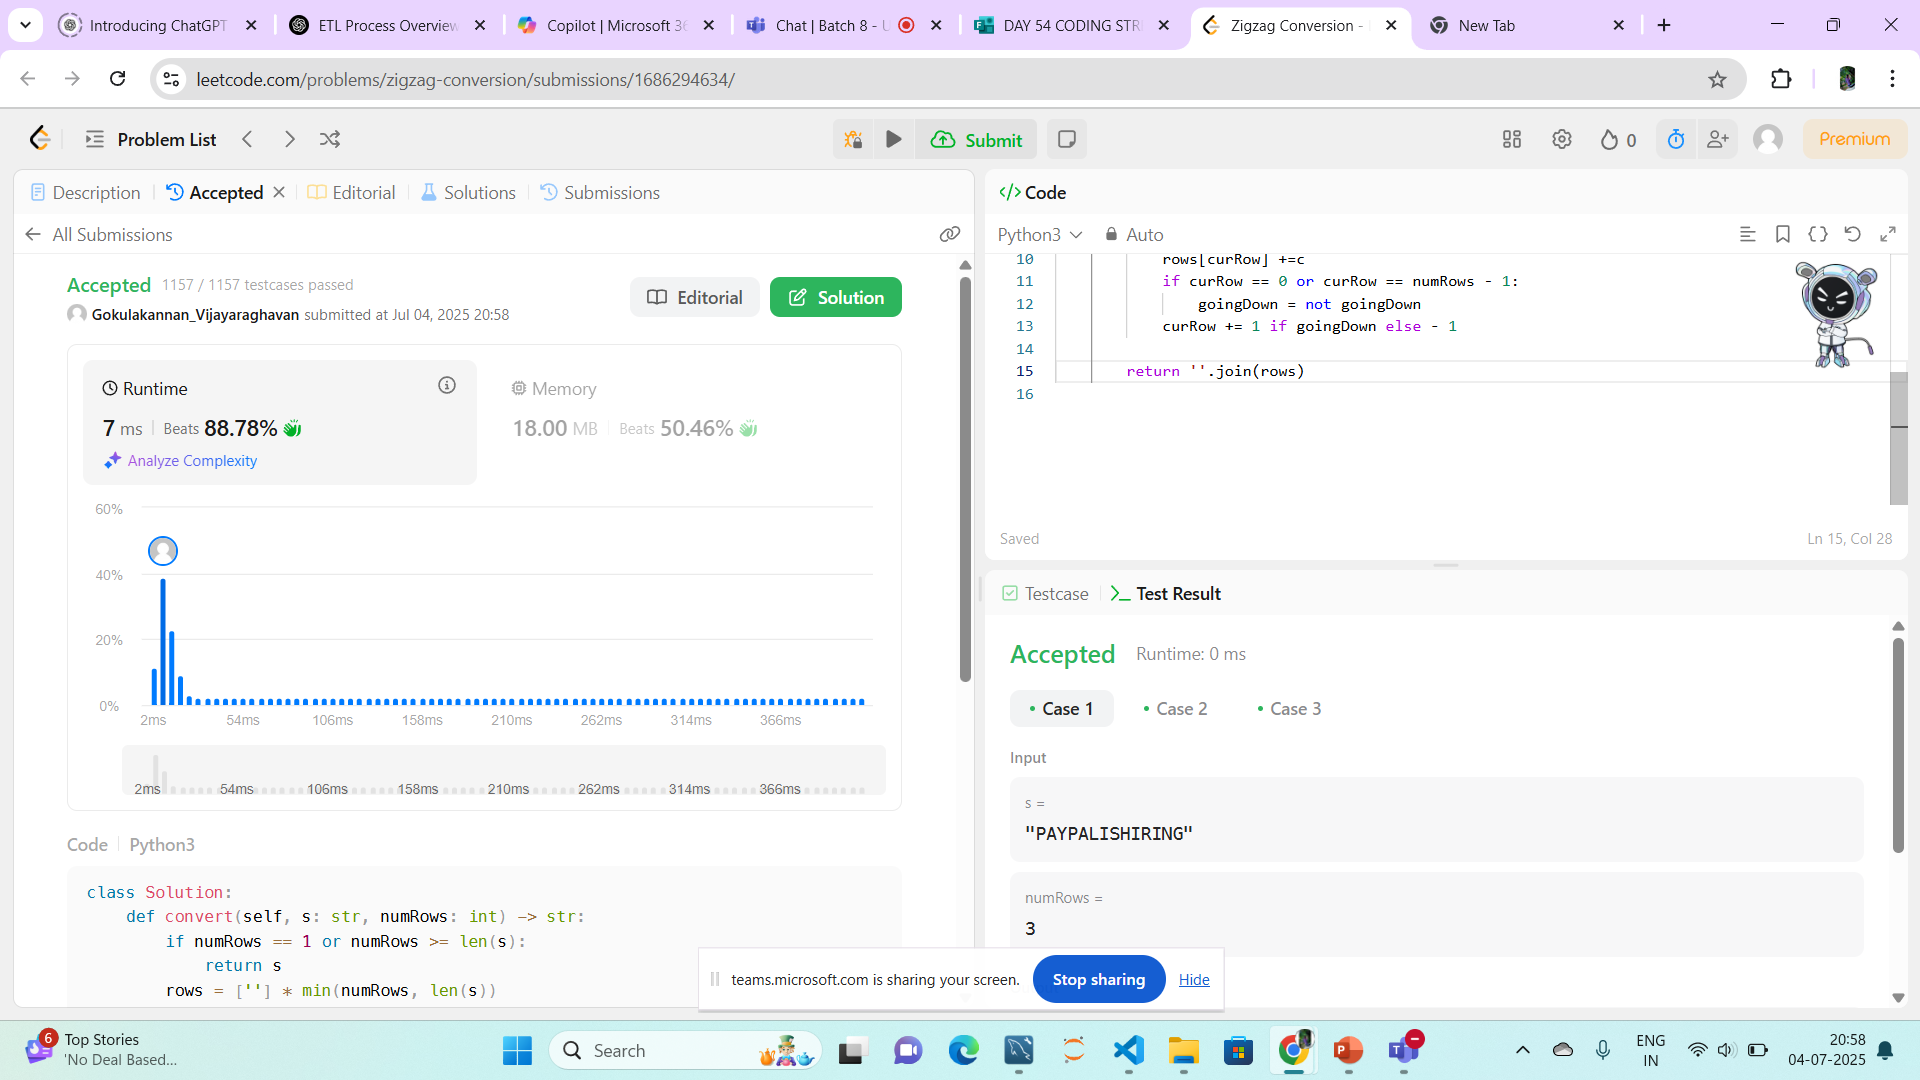 Introducing ChatGPT
ETL Process Overview
Copilot | Microsoft 36
Chat | Batch 8 - U
DAY 54 CODING STRI
Zigzag Conversion -
New Tab
leetcode.com/problems/zigzag-conversion/submissions/1686294634/
Problem List
Submit
0
Premium
Description
Accepted
Editorial
Solutions
Submissions
All Submissions
Accepted 1157 / 1157 testcases passed
Gokulakannan_Vijayaraghavan submitted at Jul 04, 2025 20:58
Editorial
Solution
Runtime
7 ms Beats 88.78%
Analyze Complexity
Memory
18.00 MB Beats 50.46%
60%
40%
20%
0%
2ms 54ms 106ms 158ms 210ms 262ms 314ms 366ms
2ms 54ms 106ms 158ms 210ms 262ms 314ms 366ms
Code Python3
class Solution:
def convert(self, s: str, numRows: int) -> str:
if numRows == 1 or numRows >= len(s):
return s
rows = [''] * min(numRows, len(s))
</> Code
Python3 Auto
10 rows[curRow] +=c
11 if curRow == 0 or curRow == numRows - 1:
12 goingDown = not goingDown
13 curRow += 1 if goingDown else - 1
14
15 return ''.join(rows)
16
Saved
Ln 15, Col 28
Testcase
Test Result
Accepted Runtime: 0 ms
Case 1
Case 2
Case 3
Input
s =
"PAYPALISHIRING"
numRows =
3
teams.microsoft.com is sharing your screen.
Stop sharing
Hide
6
Top Stories
'No Deal Based...
Search
ENG
IN
20:58
04-07-2025